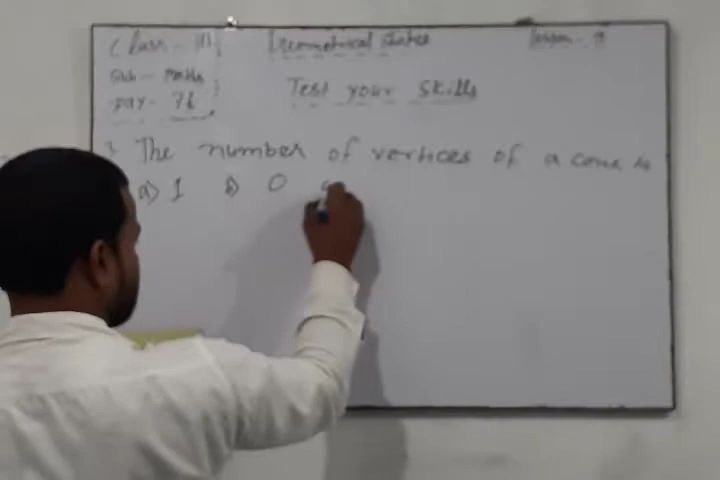 Class - III Geometrical shapes lesson - 9
Sub - Maths Test your skills
Day - 76
The number of vertices of a cone is
a) 1 b) 0 c